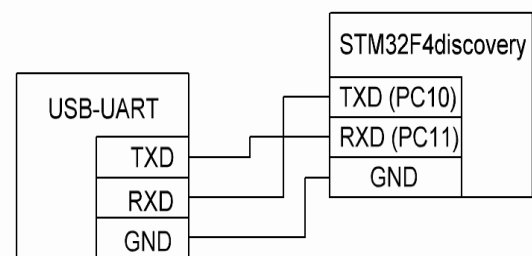 STM32F4discovery
TXD (PC10)
RXD (PC11)
GND
USB-UART
TXD
RXD
GND